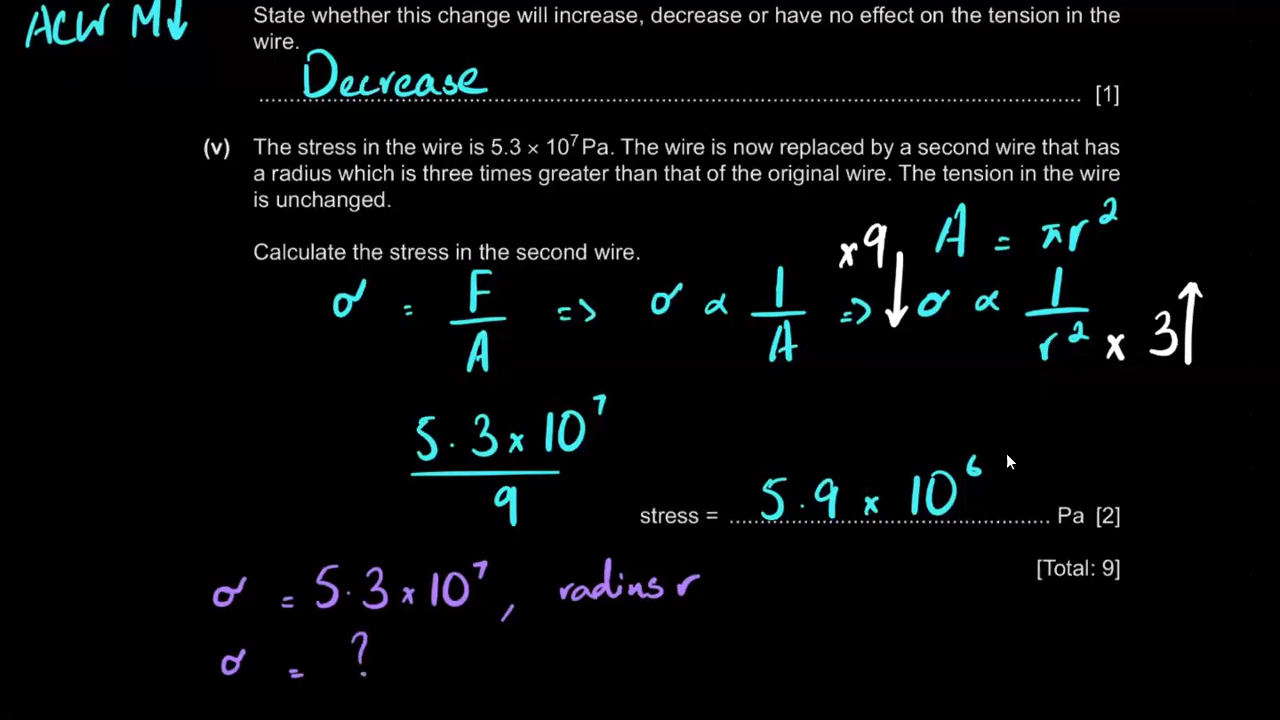 ACW M↓
State whether this change will increase, decrease or have no effect on the tension in the
wire.
Decrease
[1]
(v) The stress in the wire is 5.3 × 10⁷ Pa. The wire is now replaced by a second wire that has
a radius which is three times greater than that of the original wire. The tension in the wire
is unchanged.
Calculate the stress in the second wire.
A = πr²
σ = F/A => σ ∝ 1/A => ×9 ↓ σ ∝ 1/r² × 3 ↑
5.3 × 10⁷ / 9
stress = 5.9 × 10⁶ Pa [2]
[Total: 9]
σ = 5.3 × 10⁷, radius r
σ = ?